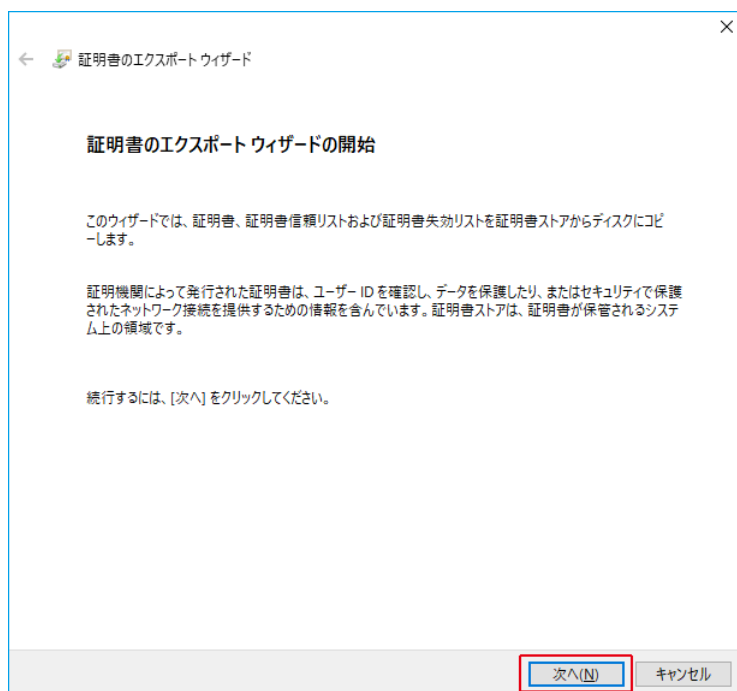 証明書のエクスポート ウィザード
証明書のエクスポート ウィザードの開始
このウィザードでは、証明書、証明書信頼リストおよび証明書失効リストを証明書ストアからディスクにコピ
ーします。
証明機関によって発行された証明書は、ユーザー ID を確認し、データを保護したり、またはセキュリティで保護
されたネットワーク接続を提供するための情報を含んでいます。証明書ストアは、証明書が保管されるシステ
ム上の領域です。
続行するには、[次へ] をクリックしてください。
次へ(N)
キャンセル